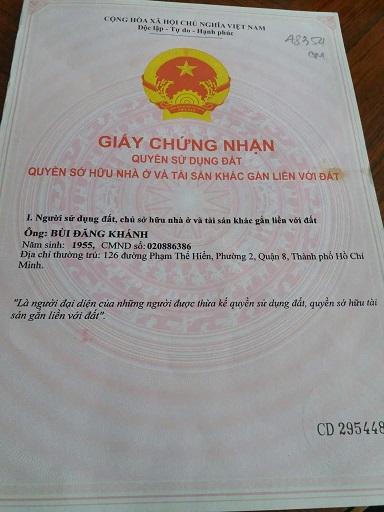 CỘNG HÒA XÃ HỘI CHỦ NGHĨA VIỆT NAM
Độc lập - Tự do - Hạnh phúc
GIẤY CHỨNG NHẬN
QUYỀN SỬ DỤNG ĐẤT
QUYỀN SỞ HỮU NHÀ Ở VÀ TÀI SẢN KHÁC GẮN LIỀN VỚI ĐẤT
I. Người sử dụng đất, chủ sở hữu nhà ở và tài sản khác gắn liền với đất
Ông: BÙI ĐĂNG KHÁNH
Năm sinh: 1955, CMND số: 020886386
Địa chỉ thường trú: 126 đường Phạm Thế Hiển, Phường 2, Quận 8, Thành phố Hồ Chí
Minh.
"Là người đại diện của những người được thừa kế quyền sử dụng đất, quyền sở hữu tài
sản gắn liền với đất".
CD 295448